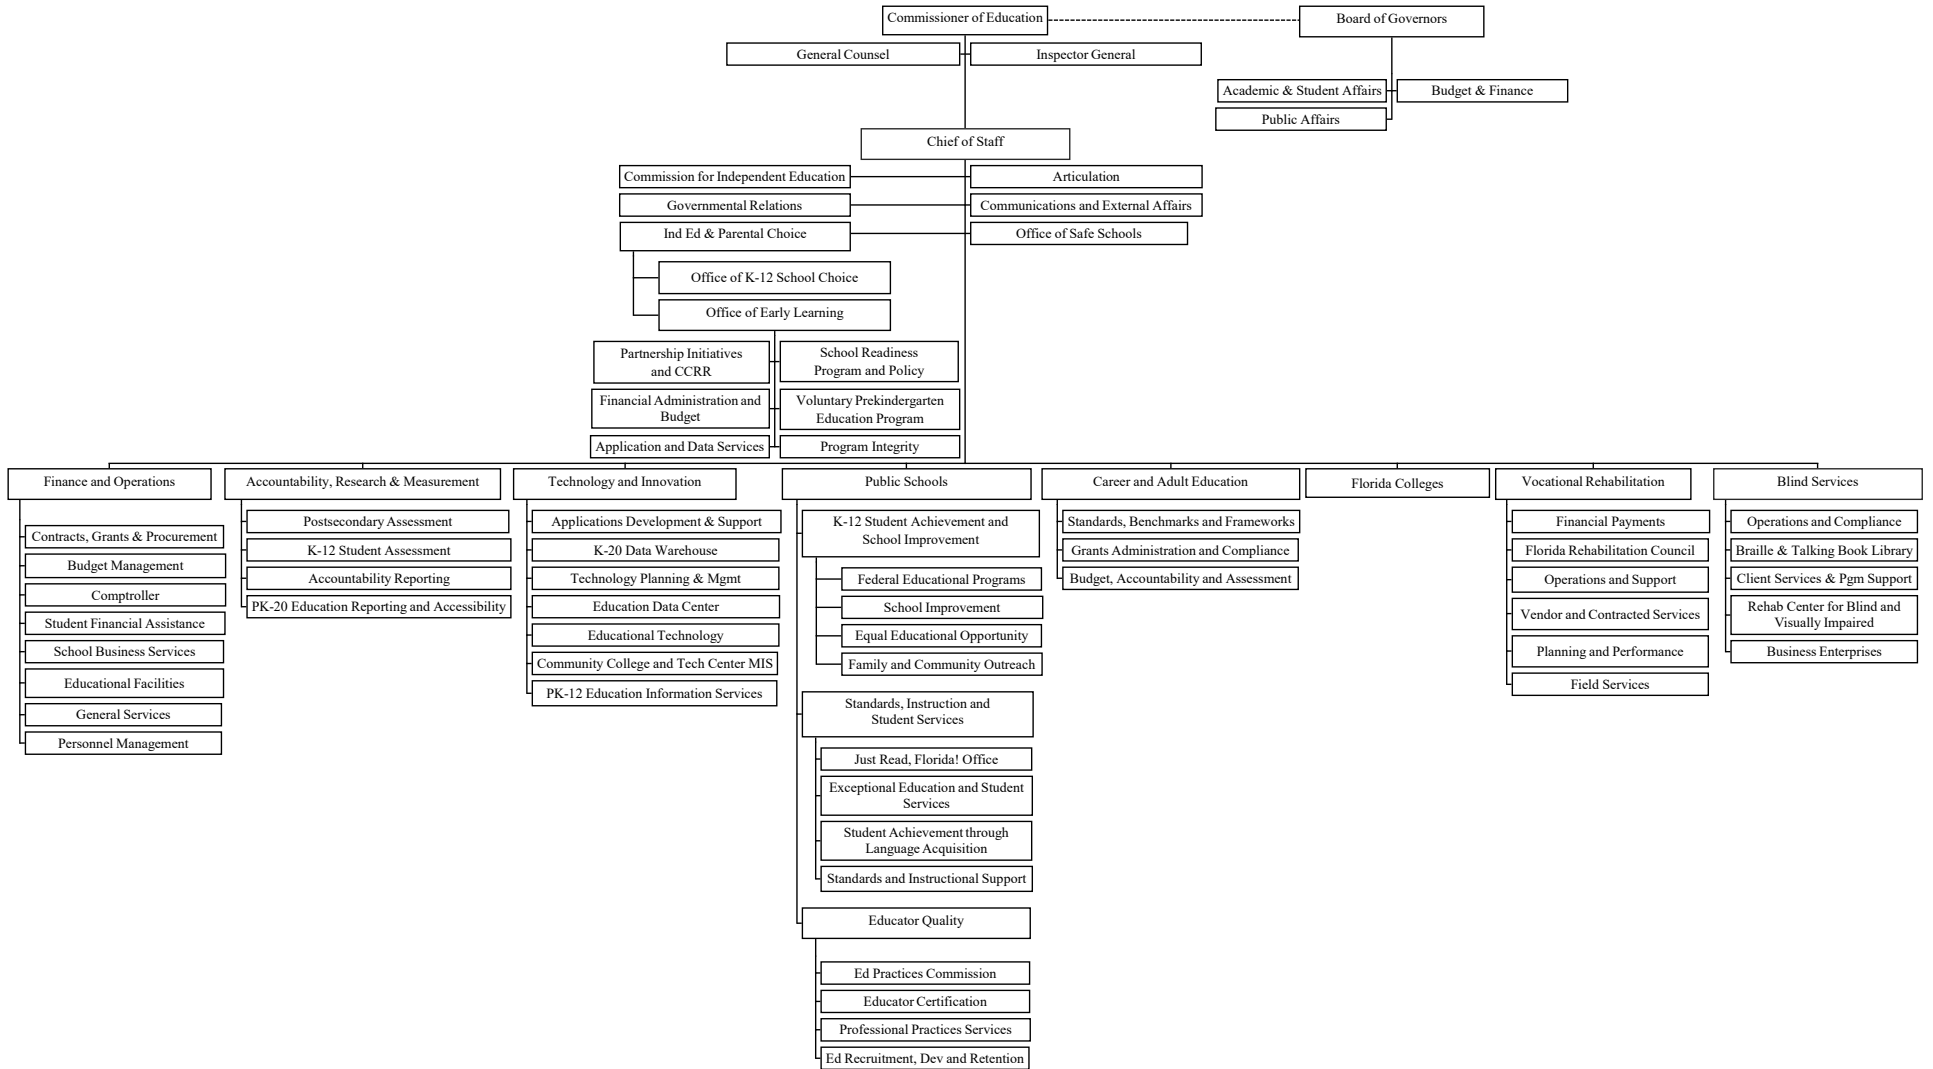 Commissioner of Education
Board of Governors
General Counsel
Inspector General
Academic & Student Affairs
Budget & Finance
Public Affairs
Chief of Staff
Commission for Independent Education
Articulation
Governmental Relations
Communications and External Affairs
Ind Ed & Parental Choice
Office of Safe Schools
Office of K-12 School Choice
Office of Early Learning
Partnership Initiatives
and CCRR
School Readiness
Program and Policy
Financial Administration and
Budget
Voluntary Prekindergarten
Education Program
Application and Data Services
Program Integrity
Finance and Operations
Contracts, Grants & Procurement
Budget Management
Comptroller
Student Financial Assistance
School Business Services
Educational Facilities
General Services
Personnel Management
Accountability, Research & Measurement
Postsecondary Assessment
K-12 Student Assessment
Accountability Reporting
PK-20 Education Reporting and Accessibility
Technology and Innovation
Applications Development & Support
K-20 Data Warehouse
Technology Planning & Mgmt
Education Data Center
Educational Technology
Community College and Tech Center MIS
PK-12 Education Information Services
Public Schools
K-12 Student Achievement and
School Improvement
Federal Educational Programs
School Improvement
Equal Educational Opportunity
Family and Community Outreach
Standards, Instruction and
Student Services
Just Read, Florida! Office
Exceptional Education and Student
Services
Student Achievement through
Language Acquisition
Standards and Instructional Support
Educator Quality
Ed Practices Commission
Educator Certification
Professional Practices Services
Ed Recruitment, Dev and Retention
Career and Adult Education
Standards, Benchmarks and Frameworks
Grants Administration and Compliance
Budget, Accountability and Assessment
Florida Colleges
Vocational Rehabilitation
Financial Payments
Florida Rehabilitation Council
Operations and Support
Vendor and Contracted Services
Planning and Performance
Field Services
Blind Services
Operations and Compliance
Braille & Talking Book Library
Client Services & Pgm Support
Rehab Center for Blind and
Visually Impaired
Business Enterprises